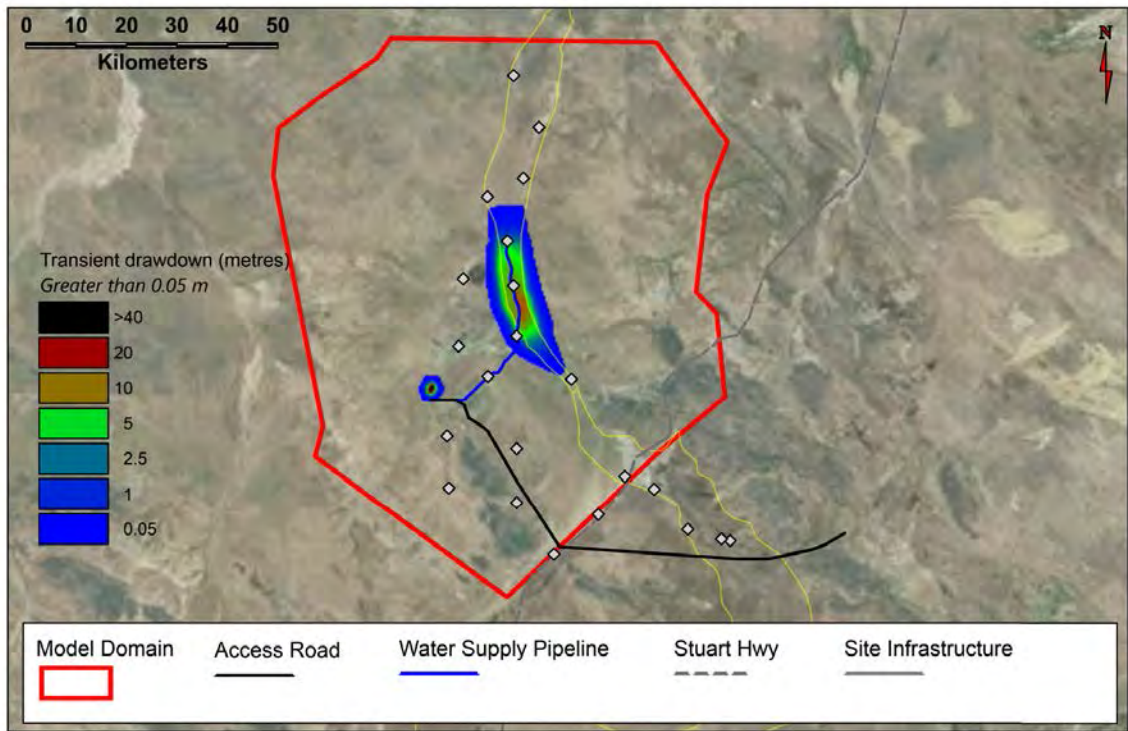 0 10 20 30 40 50
Kilometers
N
Transient drawdown (metres)
Greater than 0.05 m
>40
20
10
5
2.5
1
0.05
Model Domain
Access Road
Water Supply Pipeline
Stuart Hwy
Site Infrastructure